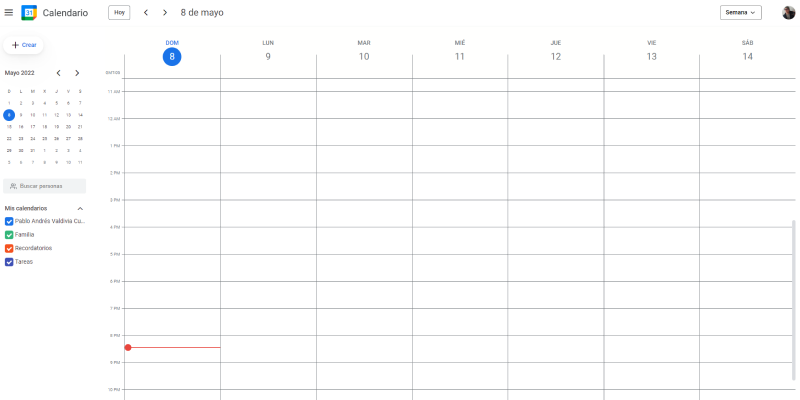 31 Calendario Hoy 8 de mayo Semana
Crear
DOM LUN MAR MIÉ JUE VIE SÁB
8 9 10 11 12 13 14
Mayo 2022
GMT-03
D L M X J V S
1 2 3 4 5 6 7
8 9 10 11 12 13 14
15 16 17 18 19 20 21
22 23 24 25 26 27 28
29 30 31 1 2 3 4
5 6 7 8 9 10 11
Buscar personas
Mis calendarios
Pablo Andrés Valdivia Cu...
Familia
Recordatorios
Tareas
11 AM
12 AM
1 PM
2 PM
3 PM
4 PM
5 PM
6 PM
7 PM
8 PM
9 PM
10 PM